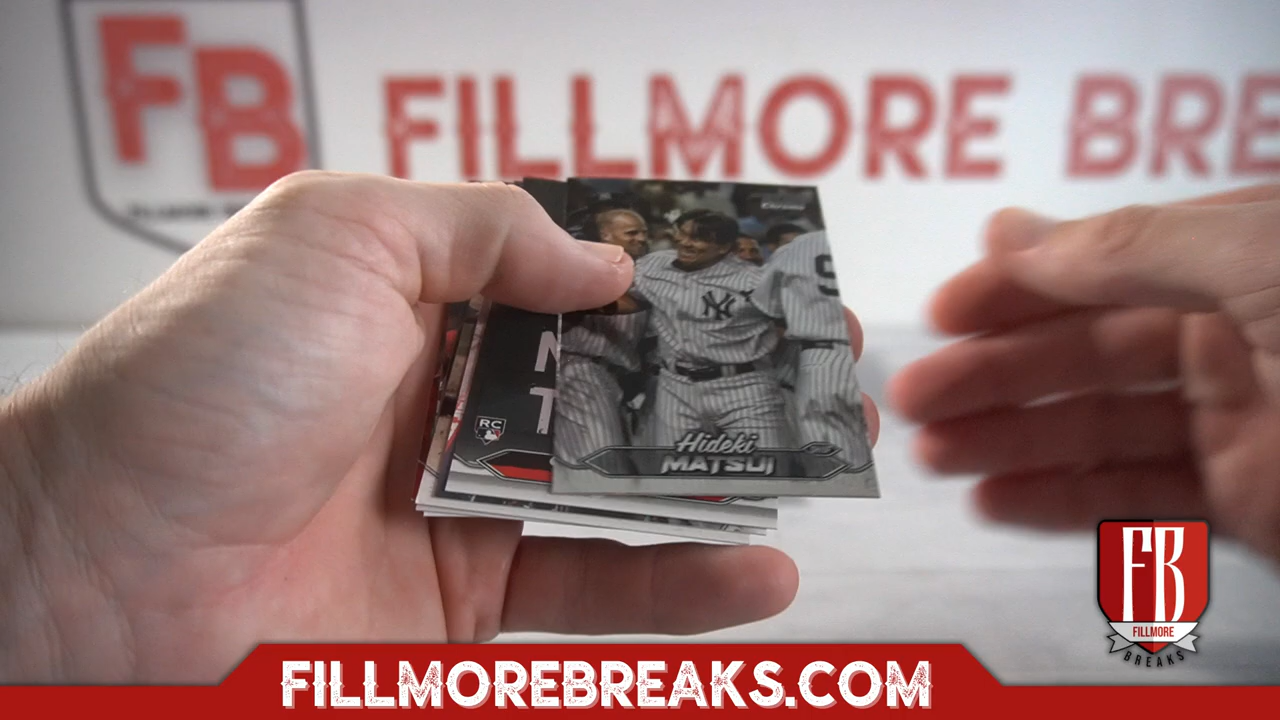 FB
FILLMORE BRE
Chrome
S
NY
N
T
RC
Hideki
MATSUI
FB
FILLMORE
BREAKS
FILLMOREBREAKS.COM